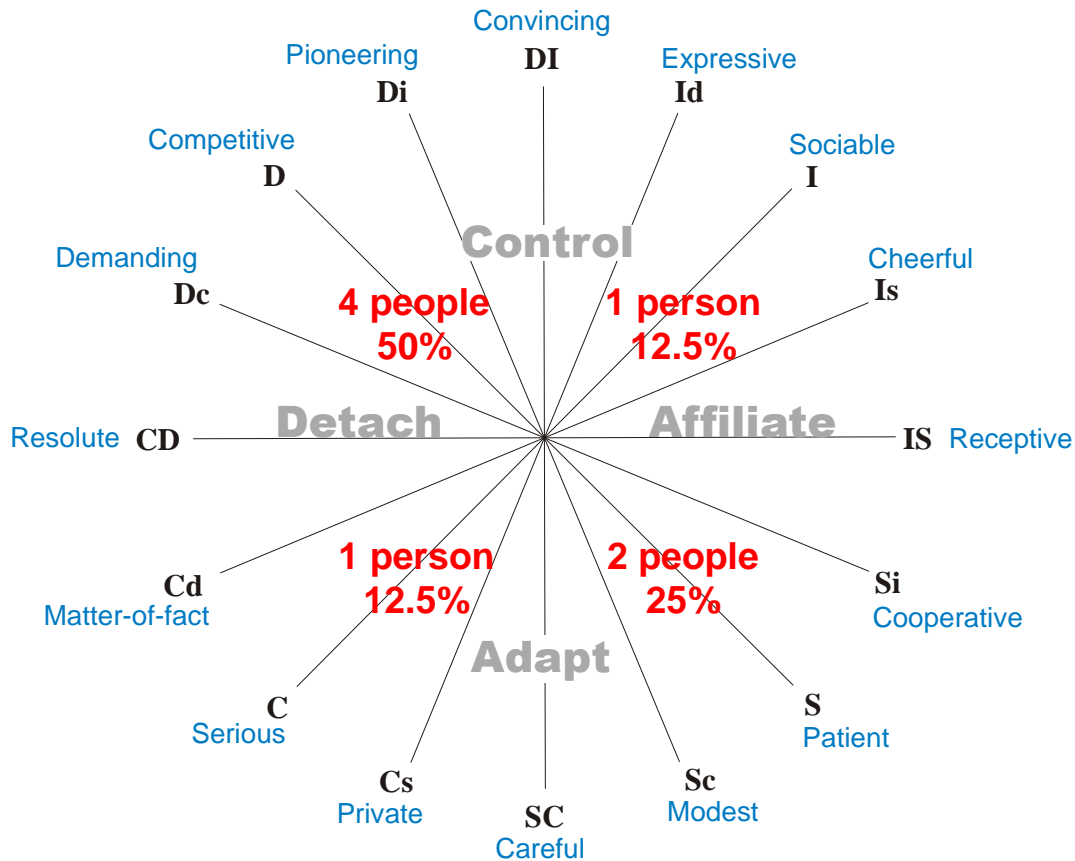 Convincing
DI
Pioneering
Di
Expressive
Id
Competitive
D
Sociable
I
Control
Demanding
Dc
Cheerful
Is
4 people
50%
1 person
12.5%
Detach
Affiliate
Resolute CD
IS Receptive
1 person
12.5%
2 people
25%
Cd
Matter-of-fact
Si
Cooperative
Adapt
C
Serious
S
Patient
Cs
Private
Sc
Modest
SC
Careful